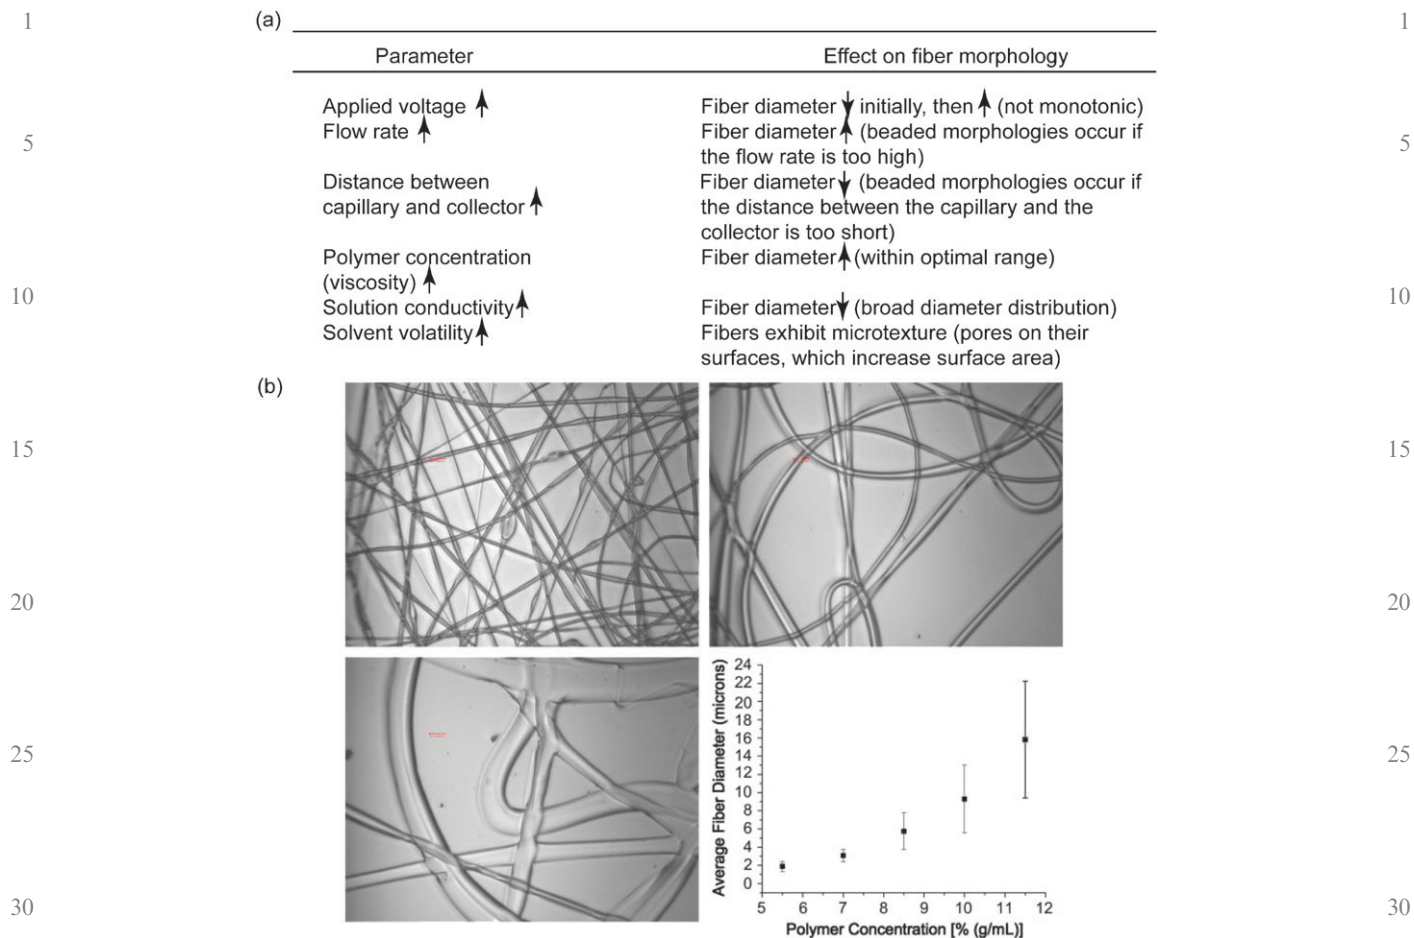 (a)
Parameter Effect on fiber morphology
Applied voltage ↑ Fiber diameter ↓ initially, then ↑ (not monotonic)
Flow rate ↑ Fiber diameter ↑ (beaded morphologies occur if
the flow rate is too high)
Distance between Fiber diameter ↓ (beaded morphologies occur if
capillary and collector ↑ the distance between the capillary and the
collector is too short)
Polymer concentration Fiber diameter ↑ (within optimal range)
(viscosity) ↑
Solution conductivity ↑ Fiber diameter ↓ (broad diameter distribution)
Solvent volatility ↑ Fibers exhibit microtexture (pores on their
surfaces, which increase surface area)
(b)
Average Fiber Diameter (microns)
24
22
20
18
16
14
12
10
8
6
4
2
0
5 6 7 8 9 10 11 12
Polymer Concentration [% (g/mL)]
1 1
5 5
10 10
15 15
20 20
25 25
30 30